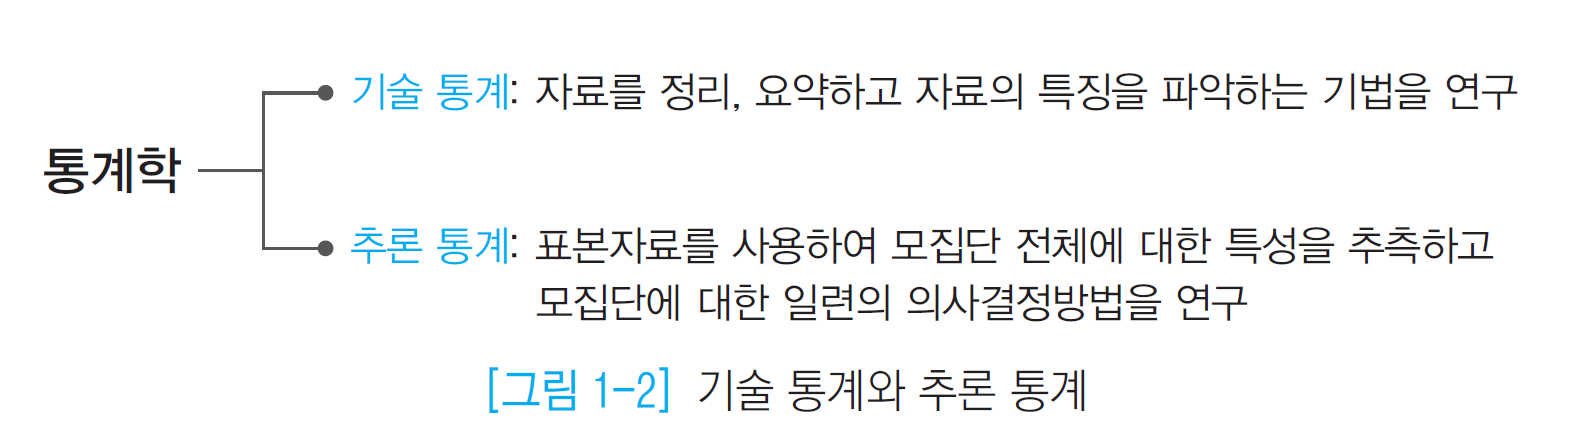 통계학
기술 통계: 자료를 정리, 요약하고 자료의 특징을 파악하는 기법을 연구
추론 통계: 표본자료를 사용하여 모집단 전체에 대한 특성을 추측하고
모집단에 대한 일련의 의사결정방법을 연구
[그림 1-2] 기술 통계와 추론 통계